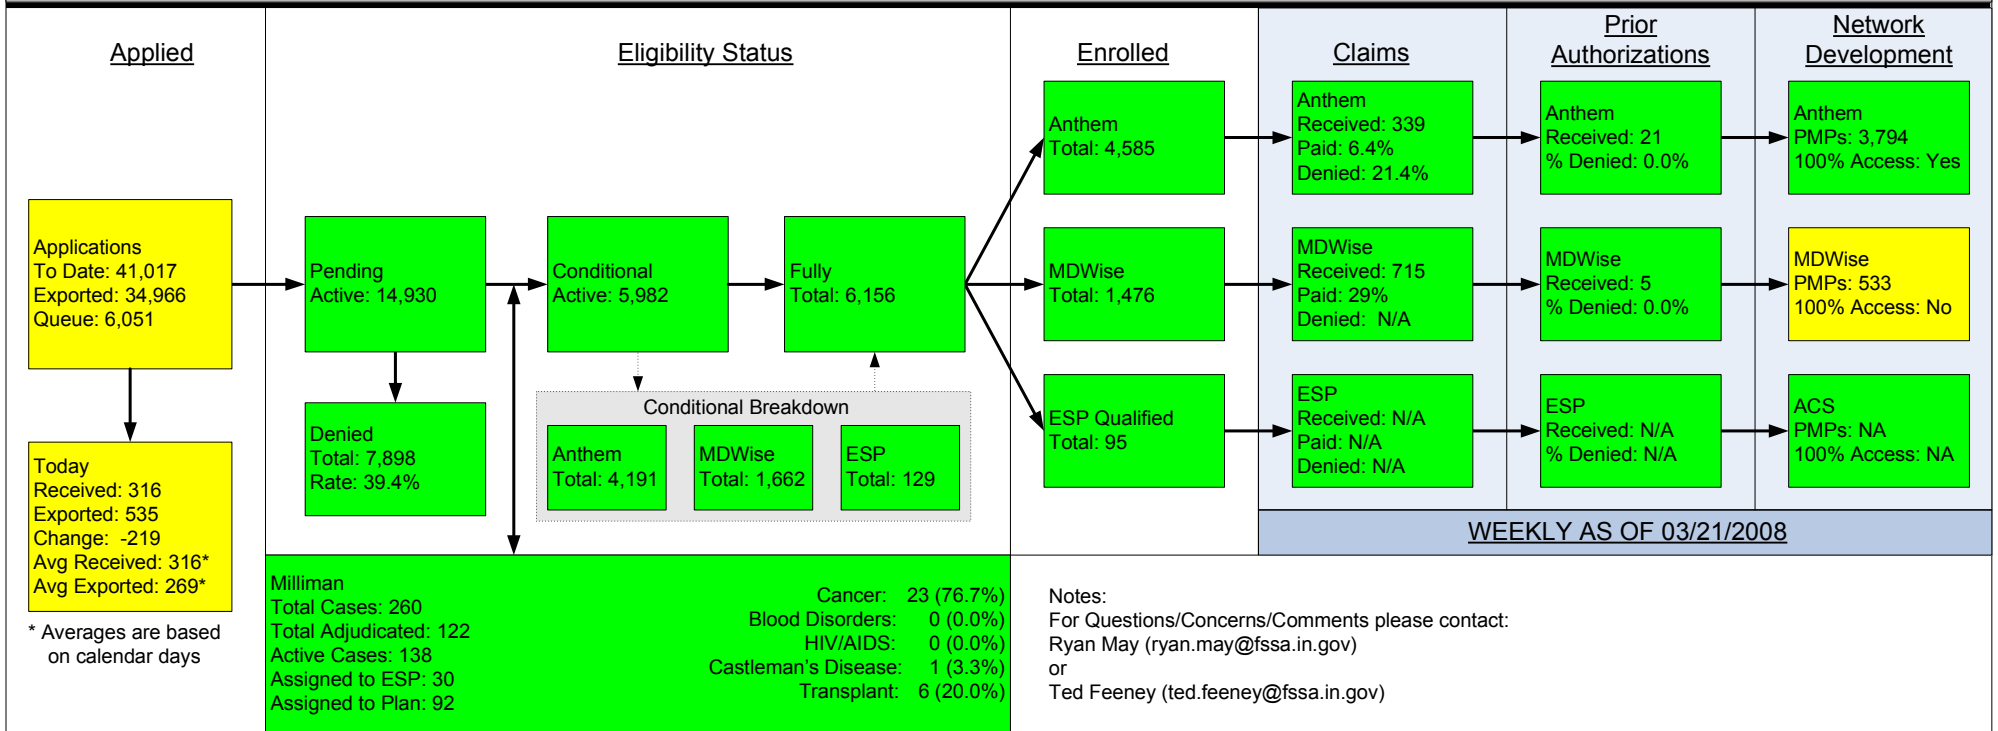 Applied
Applications
To Date: 41,017
Exported: 34,966
Queue: 6,051
Today
Received: 316
Exported: 535
Change:  -219
Avg Received: 316*
Avg Exported: 269*
* Averages are based
on calendar days
Eligibility Status
Pending
Active: 14,930
Denied
Total: 7,898
Rate: 39.4%
Conditional
Active: 5,982
Fully
Total: 6,156
Conditional Breakdown
Anthem
Total: 4,191
MDWise
Total: 1,662
ESP
Total: 129
Milliman
Total Cases: 260
Total Adjudicated: 122
Active Cases: 138
Assigned to ESP: 30
Assigned to Plan: 92
Cancer: 23 (76.7%)
Blood Disorders: 0 (0.0%)
HIV/AIDS: 0 (0.0%)
Castleman's Disease: 1 (3.3%)
Transplant: 6 (20.0%)
Enrolled
Anthem
Total: 4,585
MDWise
Total: 1,476
ESP Qualified
Total: 95
Claims
Anthem
Received: 339
Paid: 6.4%
Denied: 21.4%
MDWise
Received: 715
Paid: 29%
Denied:  N/A
ESP
Received: N/A
Paid: N/A
Denied: N/A
Prior
Authorizations
Anthem
Received: 21
% Denied: 0.0%
MDWise
Received: 5
% Denied: 0.0%
ESP
Received: N/A
% Denied: N/A
Network
Development
Anthem
PMPs: 3,794
100% Access: Yes
MDWise
PMPs: 533
100% Access: No
ACS
PMPs: NA
100% Access: NA
WEEKLY AS OF 03/21/2008
Notes:
For Questions/Concerns/Comments please contact:
Ryan May (ryan.may@fssa.in.gov)
or
Ted Feeney (ted.feeney@fssa.in.gov)